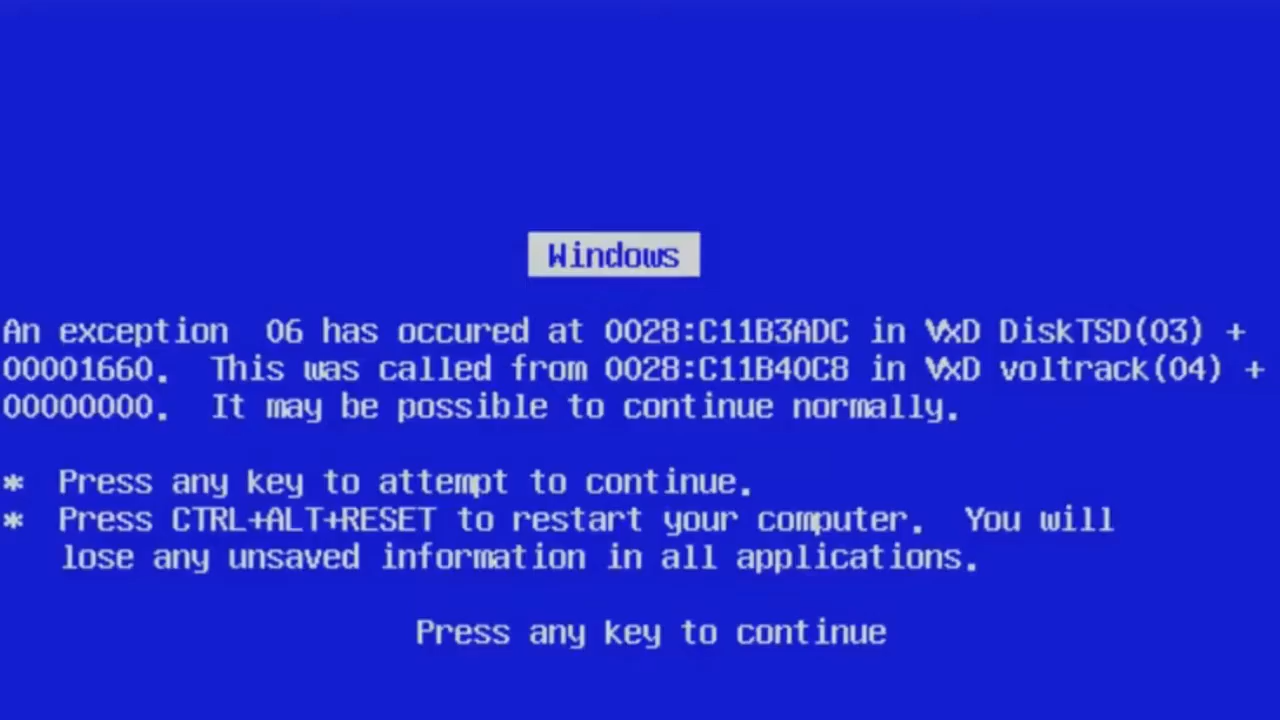 Windows
An exception  06 has occured at 0028:C11B3ADC in VxD DiskTSD(03) +
00001660.  This was called from 0028:C11B40C8 in VxD voltrack(04) +
00000000.  It may be possible to continue normally.
*  Press any key to attempt to continue.
*  Press CTRL+ALT+RESET to restart your computer.  You will
lose any unsaved information in all applications.
Press any key to continue